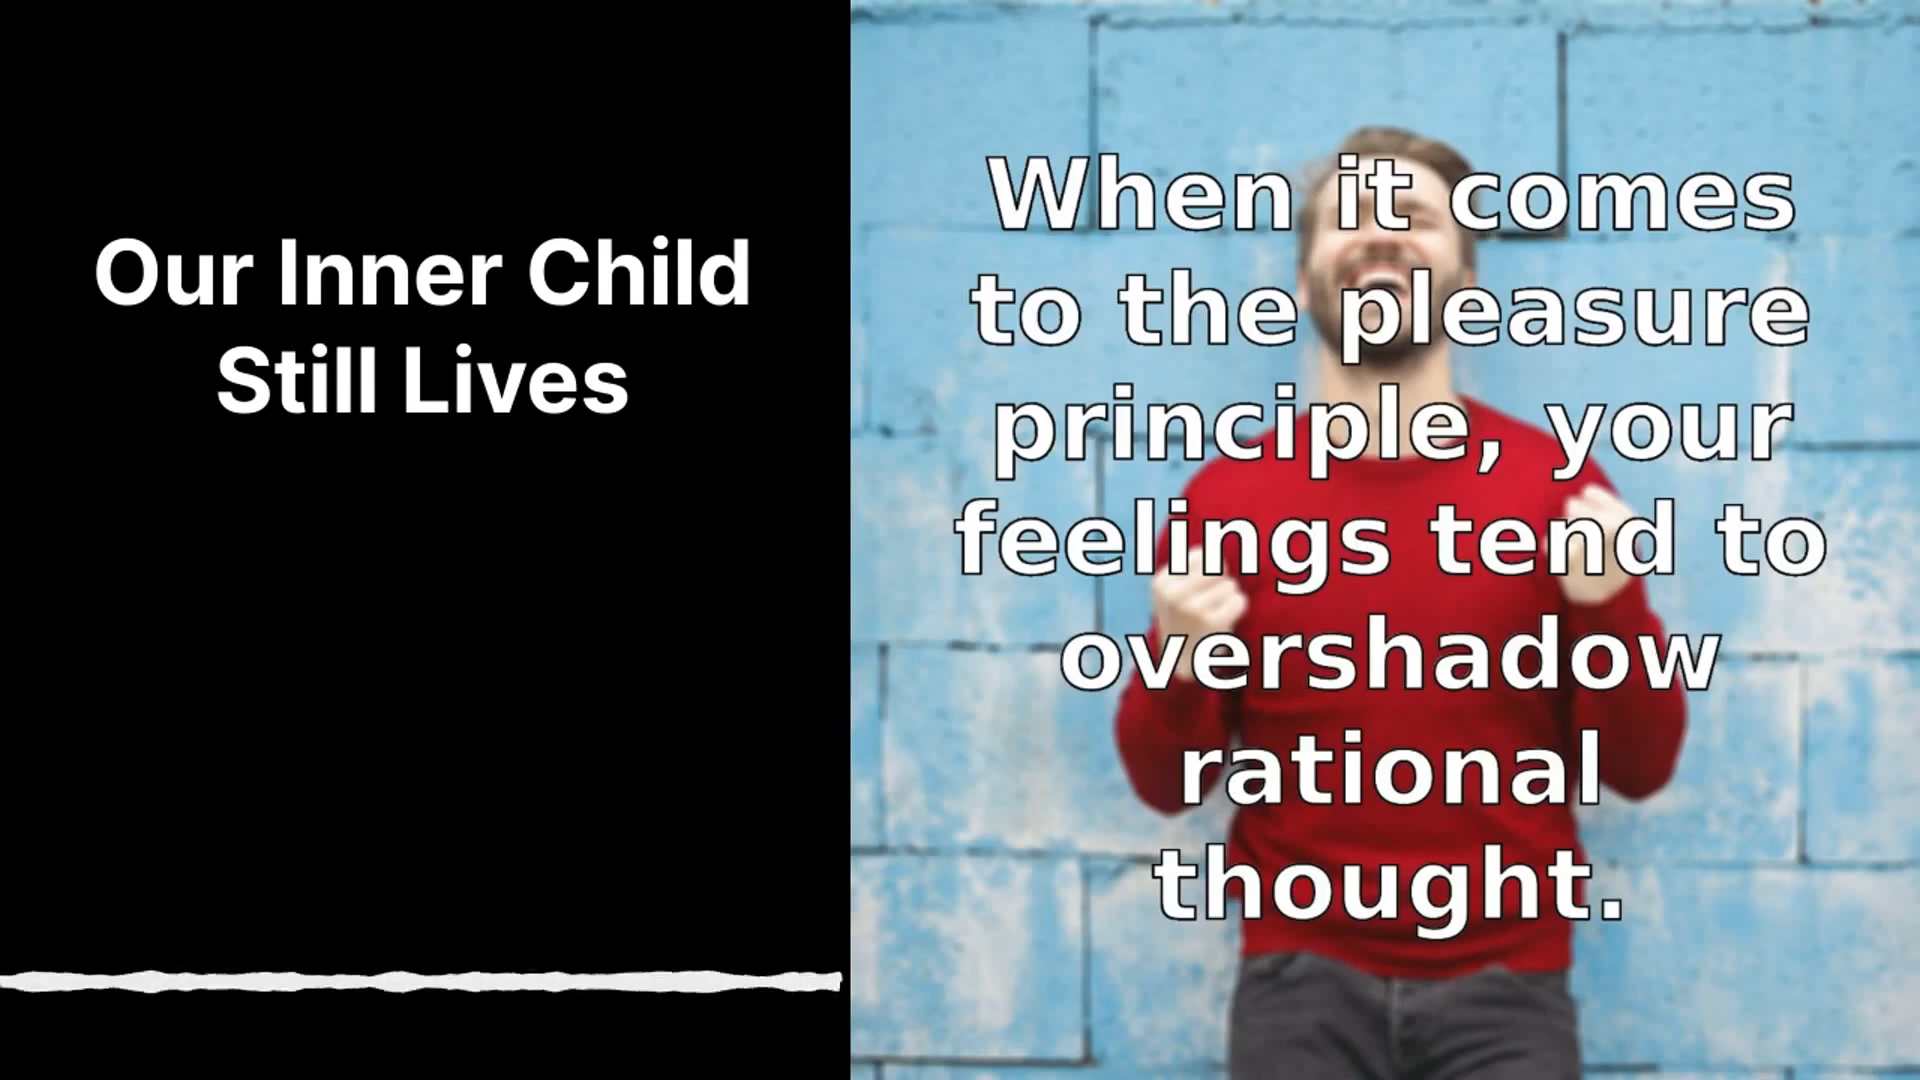 Our Inner Child
Still Lives
When it comes
to the pleasure
principle, your
feelings tend to
overshadow
rational
thought.